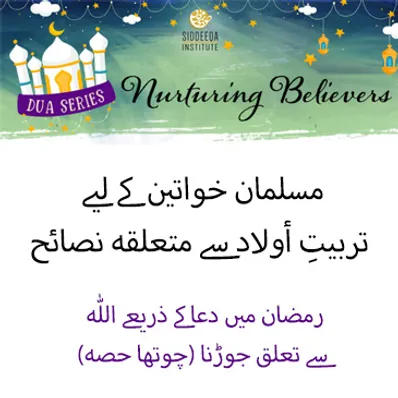 SIDDEEQA
INSTITUTE
DUA SERIES
Nurturing Believers
مسلمان خواتین کے لیے
تربیتِ أولاد سے متعلقہ نصائح
رمضان میں دعا کے ذریعے اللہ
سے تعلق جوڑنا (چوتھا حصہ)